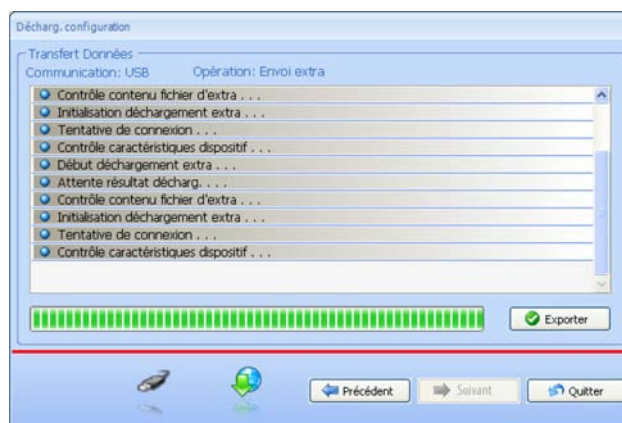 Décharg. configuration
Transfert Données
Communication: USB Opération: Envoi extra
Contrôle contenu fichier d'extra . . .
Initialisation déchargement extra . . .
Tentative de connexion . . .
Contrôle caractéristiques dispositif . . .
Début déchargement extra . . .
Attente résultat décharg. . . .
Contrôle contenu fichier d'extra . . .
Initialisation déchargement extra . . .
Tentative de connexion . . .
Contrôle caractéristiques dispositif . . .
Exporter
Précédent Suivant Quitter